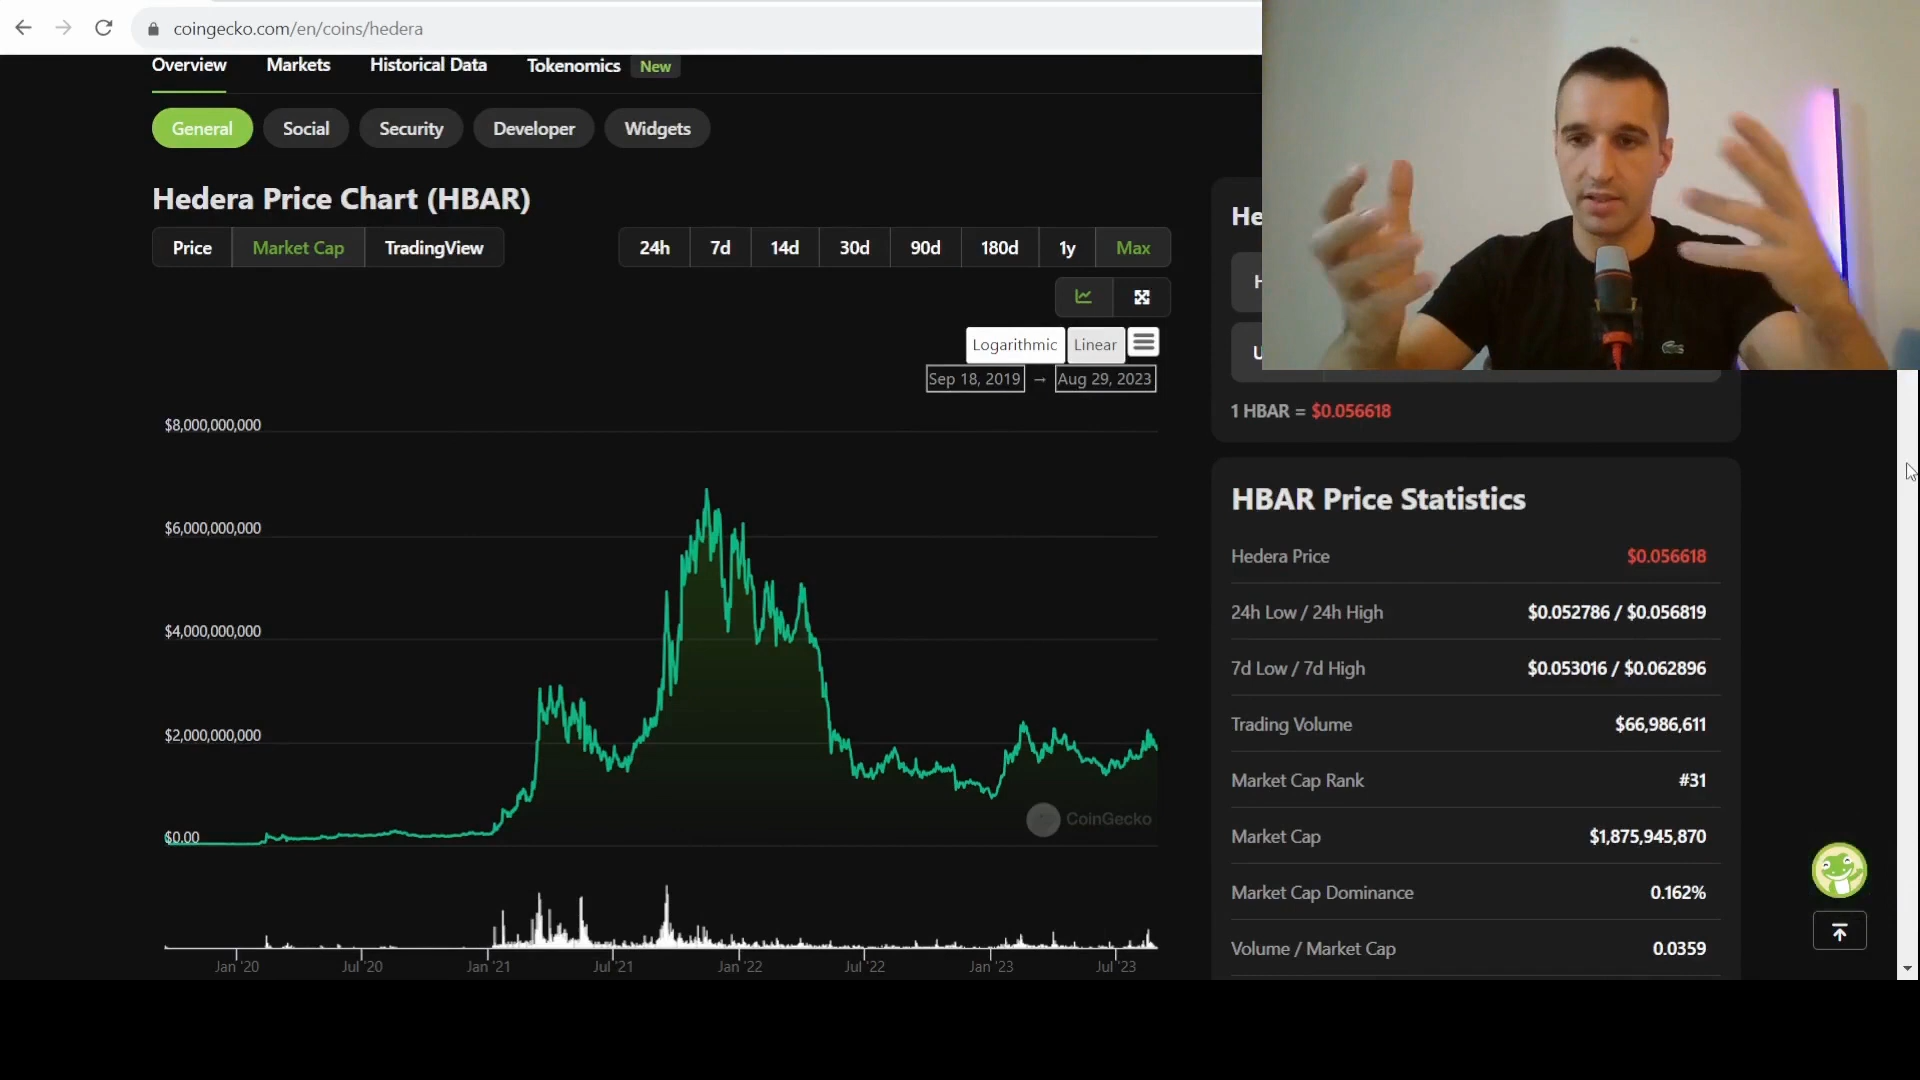 coingecko.com/en/coins/hedera
Overview Markets Historical Data Tokenomics New
General Social Security Developer Widgets
Hedera Price Chart (HBAR)
Price Market Cap TradingView 24h 7d 14d 30d 90d 180d 1y Max
Logarithmic Linear
Sep 18, 2019 → Aug 29, 2023
$8,000,000,000
$6,000,000,000
$4,000,000,000
$2,000,000,000
$0.00
CoinGecko
Jan '20 Jul '20 Jan '21 Jul '21 Jan '22 Jul '22 Jan '23 Jul '23
1 HBAR = $0.056618
HBAR Price Statistics
Hedera Price $0.056618
24h Low / 24h High $0.052786 / $0.056819
7d Low / 7d High $0.053016 / $0.062896
Trading Volume $66,986,611
Market Cap Rank #31
Market Cap $1,875,945,870
Market Cap Dominance 0.162%
Volume / Market Cap 0.0359